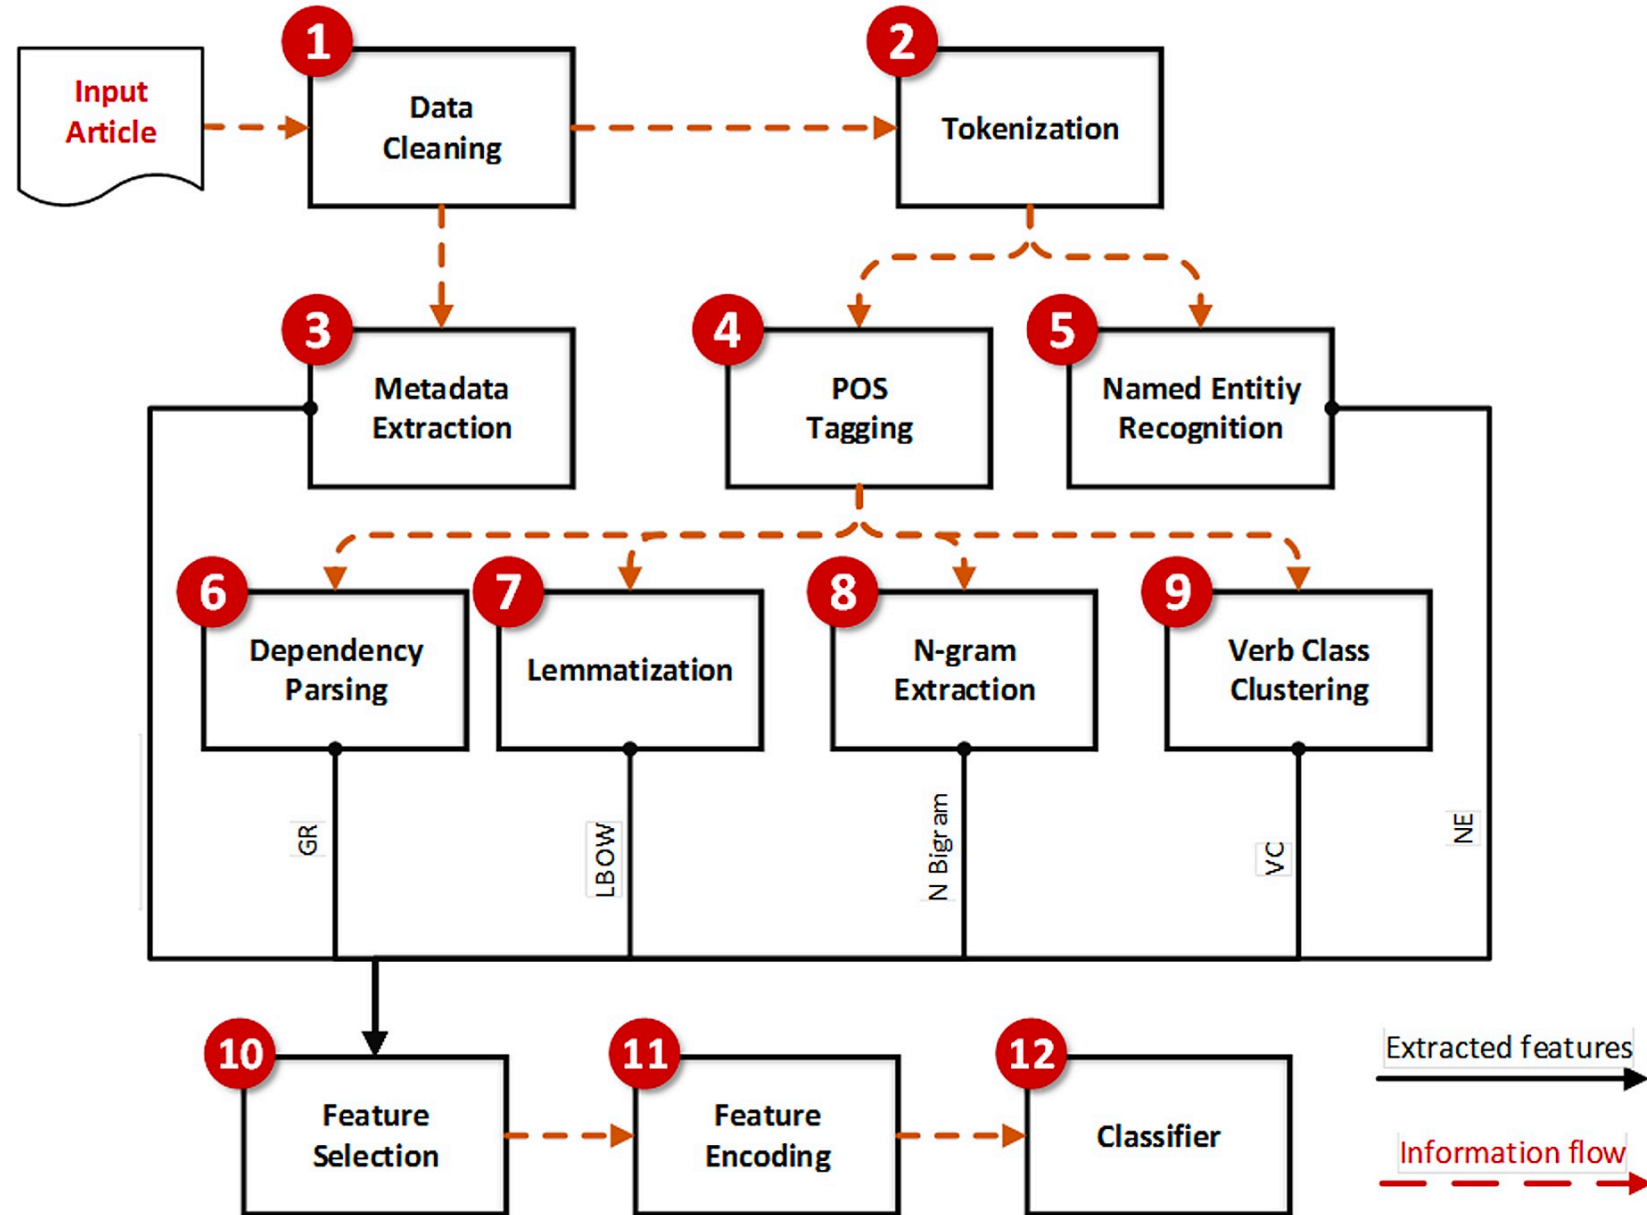 1
2
Input
Article
Data
Cleaning
Tokenization
3
4
5
Metadata
Extraction
POS
Tagging
Named Entitiy
Recognition
6
7
8
9
Dependency
Parsing
Lemmatization
N-gram
Extraction
Verb Class
Clustering
GR
LBOW
N Bigram
VC
NE
10
11
12
Feature
Selection
Feature
Encoding
Classifier
Extracted features
Information flow